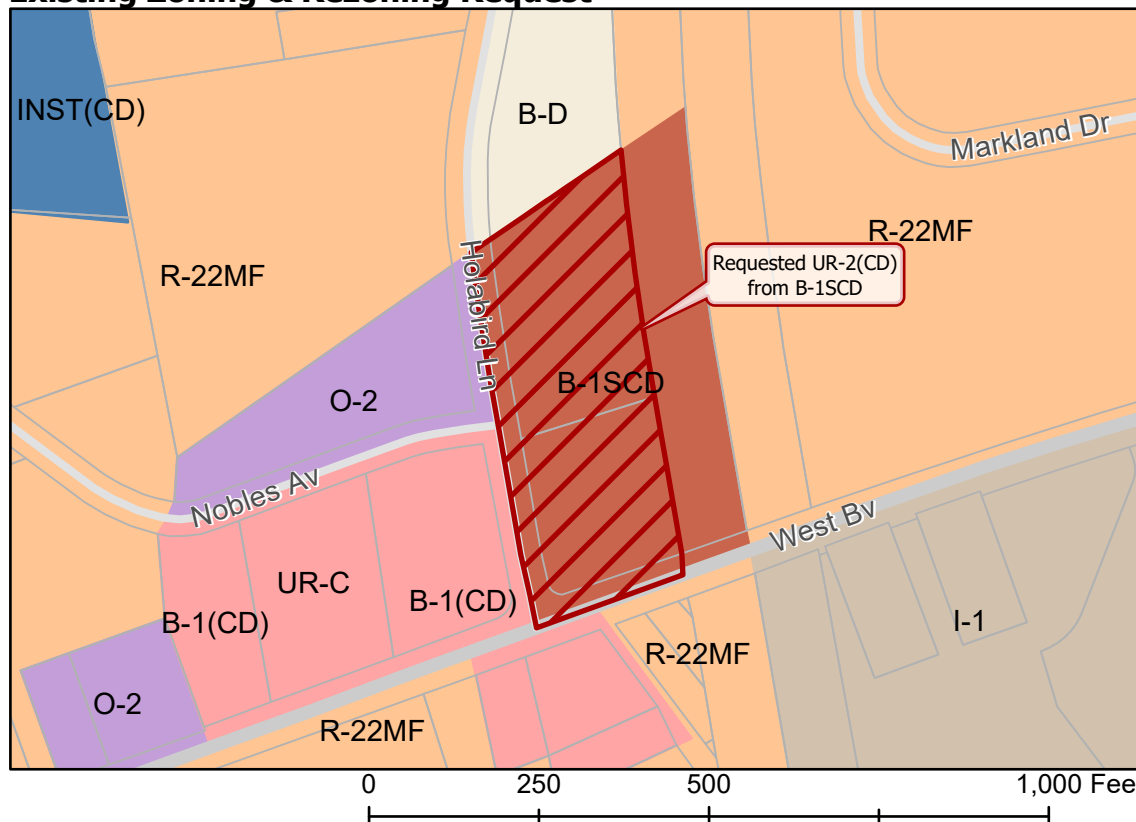 Existing Zoning & Rezoning Request
INST(CD)
B-D
Markland Dr
R-22MF
R-22MF
Holabird Ln
Requested UR-2(CD)
from B-1SCD
B-1SCD
O-2
Nobles Av
West Bv
UR-C
B-1(CD)
B-1(CD)
I-1
R-22MF
O-2
R-22MF
0 250 500 1,000 Fee